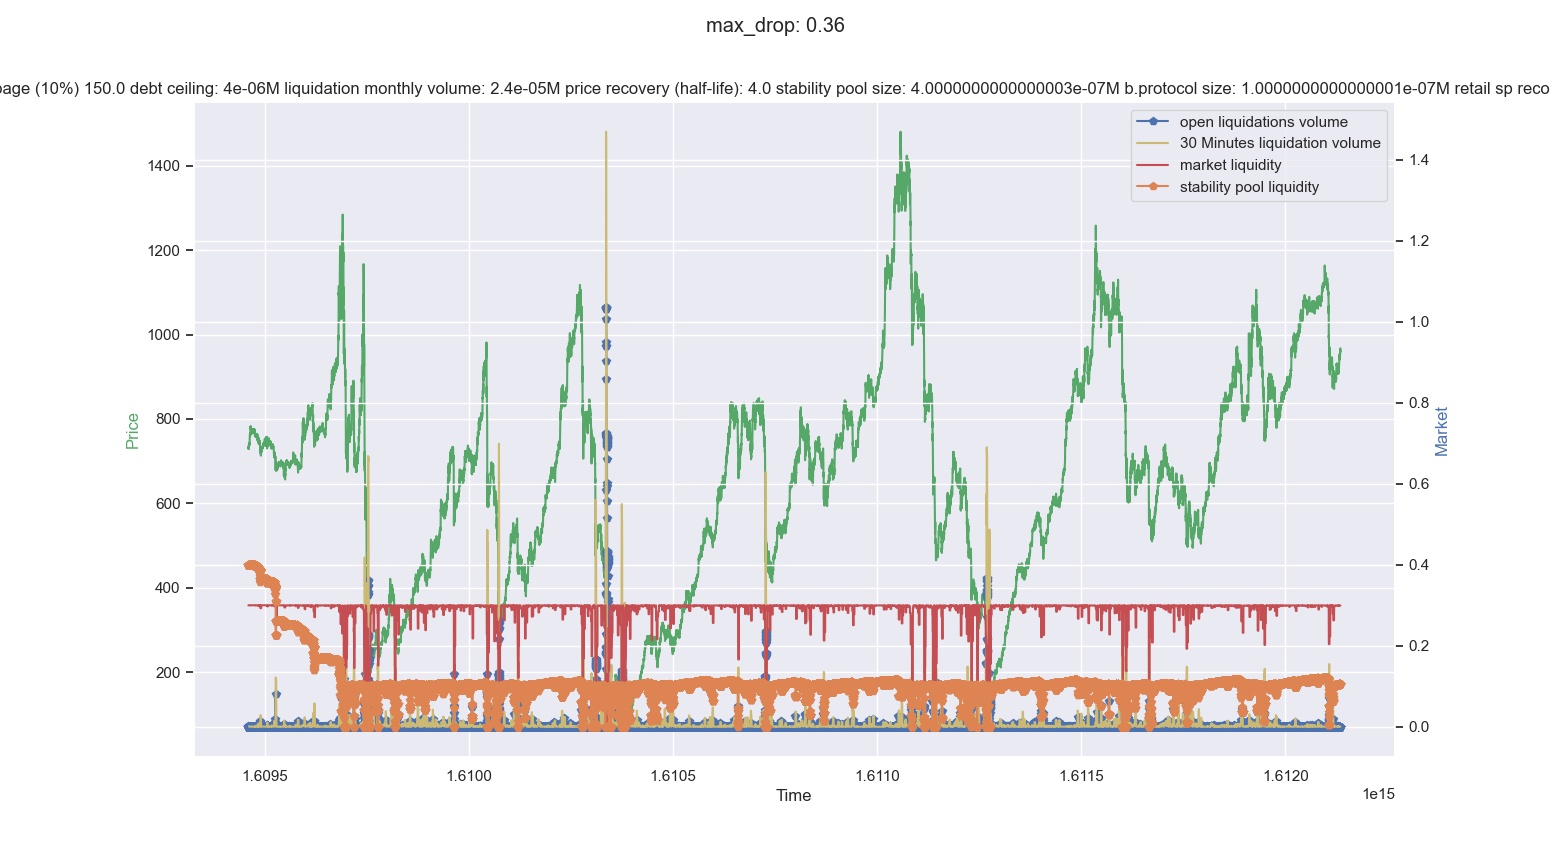 max_drop: 0.36
page (10%) 150.0 debt ceiling: 4e-06M liquidation monthly volume: 2.4e-05M price recovery (half-life): 4.0 stability pool size: 4.0000000000000003e-07M b.protocol size: 1.0000000000000001e-07M retail sp reco
open liquidations volume
30 Minutes liquidation volume
market liquidity
stability pool liquidity
1400
1200
1000
800
600
400
200
Price
1.4
1.2
1.0
0.8
0.6
0.4
0.2
0.0
Market
1.6095
1.6100
1.6105
1.6110
1.6115
1.6120
Time
1e15